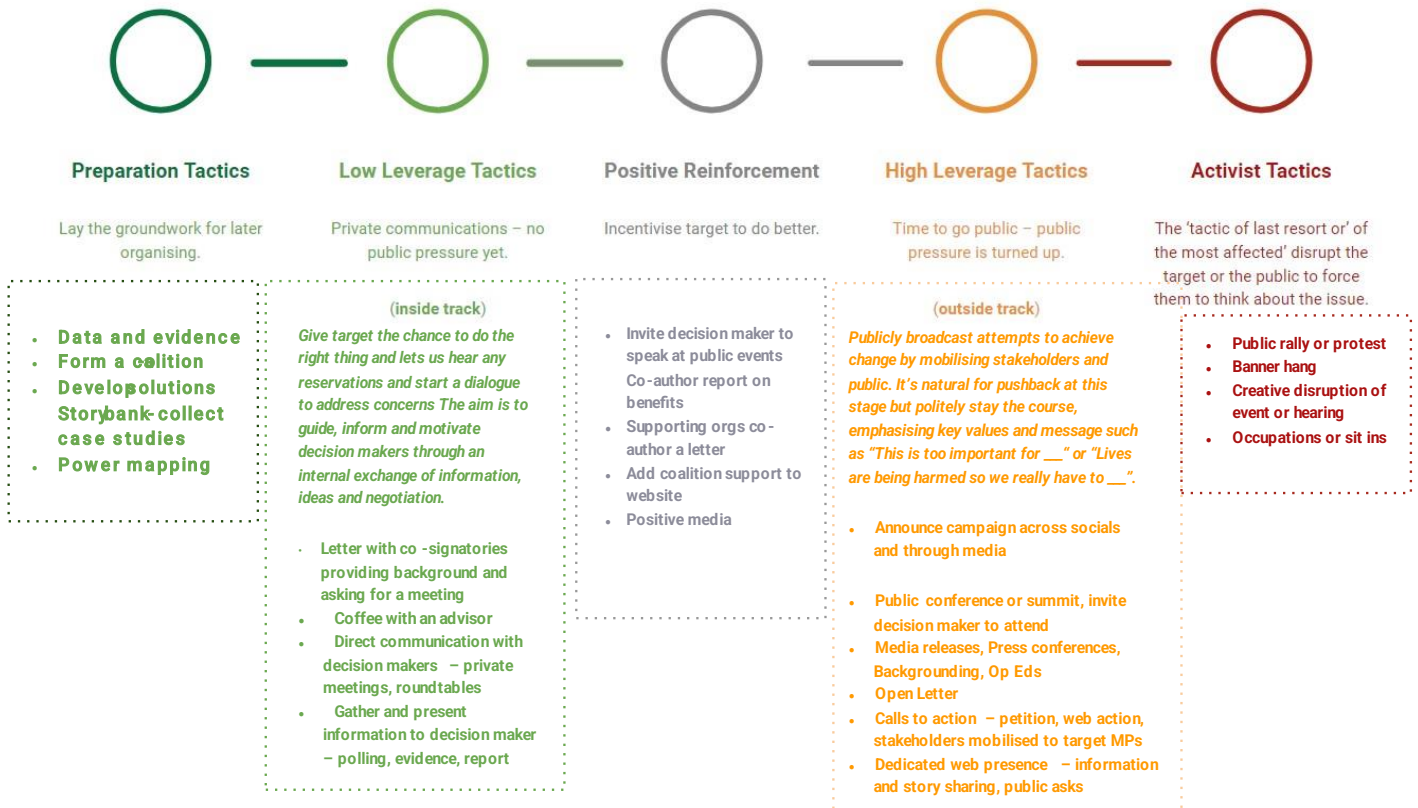 Preparation Tactics
Lay the groundwork for later
organising.
• Data and evidence
• Form a coalition
• Develop solutions
Storybank - collect
case studies
• Power mapping
Low Leverage Tactics
Private communications – no
public pressure yet.
(inside track)
Give target the chance to do the
right thing and lets us hear any
reservations and start a dialogue
to address concerns The aim is to
guide, inform and motivate
decision makers through an
internal exchange of information,
ideas and negotiation.
• Letter with co -signatories
providing background and
asking for a meeting
• Coffee with an advisor
• Direct communication with
decision makers – private
meetings, roundtables
• Gather and present
information to decision maker
– polling, evidence, report
Positive Reinforcement
Incentivise target to do better.
• Invite decision maker to
speak at public events
Co-author report on
benefits
• Supporting orgs co-
author a letter
• Add coalition support to
website
• Positive media
High Leverage Tactics
Time to go public – public
pressure is turned up.
(outside track)
Publicly broadcast attempts to achieve
change by mobilising stakeholders and
public. It’s natural for pushback at this
stage but politely stay the course,
emphasising key values and message such
as “This is too important for ___“ or “Lives
are being harmed so we really have to ___”.
• Announce campaign across socials
and through media
• Public conference or summit, invite
decision maker to attend
• Media releases, Press conferences,
Backgrounding, Op Eds
• Open Letter
• Calls to action – petition, web action,
stakeholders mobilised to target MPs
• Dedicated web presence – information
and story sharing, public asks
Activist Tactics
The ‘tactic of last resort or’ of
the most affected’ disrupt the
target or the public to force
them to think about the issue.
• Public rally or protest
• Banner hang
• Creative disruption of
event or hearing
• Occupations or sit ins